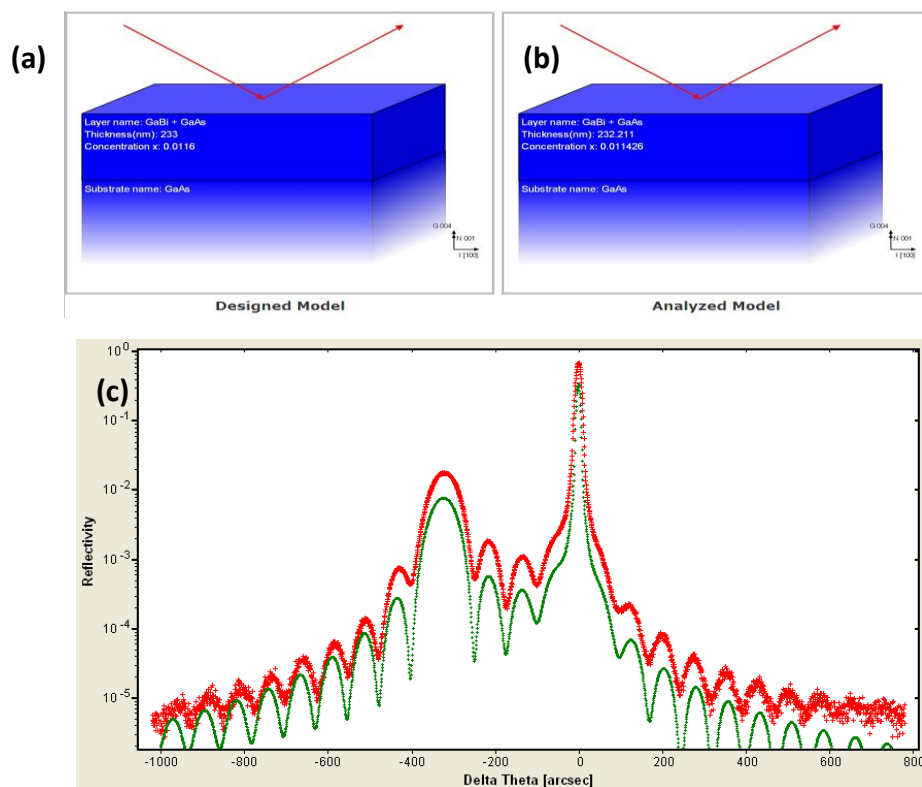 (a)
Layer name: GaBi + GaAs
Thickness(nm): 233
Concentration x: 0.0116
Substrate name: GaAs
G 004
N 001
I [100]
Designed Model
(b)
Layer name: GaBi + GaAs
Thickness(nm): 232.211
Concentration x: 0.011426
Substrate name: GaAs
G 004
N 001
I [100]
Analyzed Model
(c)
Reflectivity
10^0
10^-1
10^-2
10^-3
10^-4
10^-5
-1000 -800 -600 -400 -200 0 200 400 600 800
Delta Theta [arcsec]